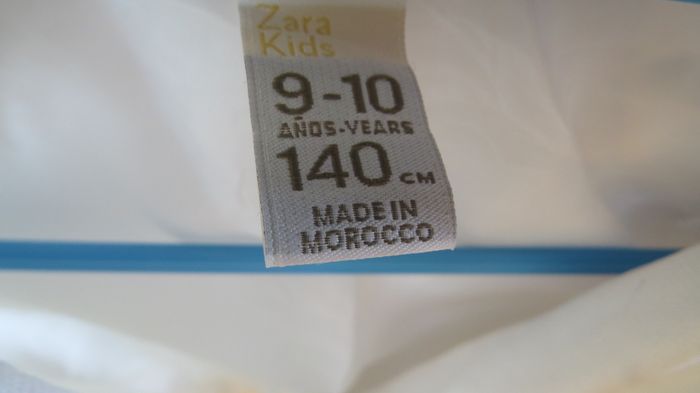 Zara
Kids
9-10
AÑOS-YEARS
140 CM
MADE IN
MOROCCO